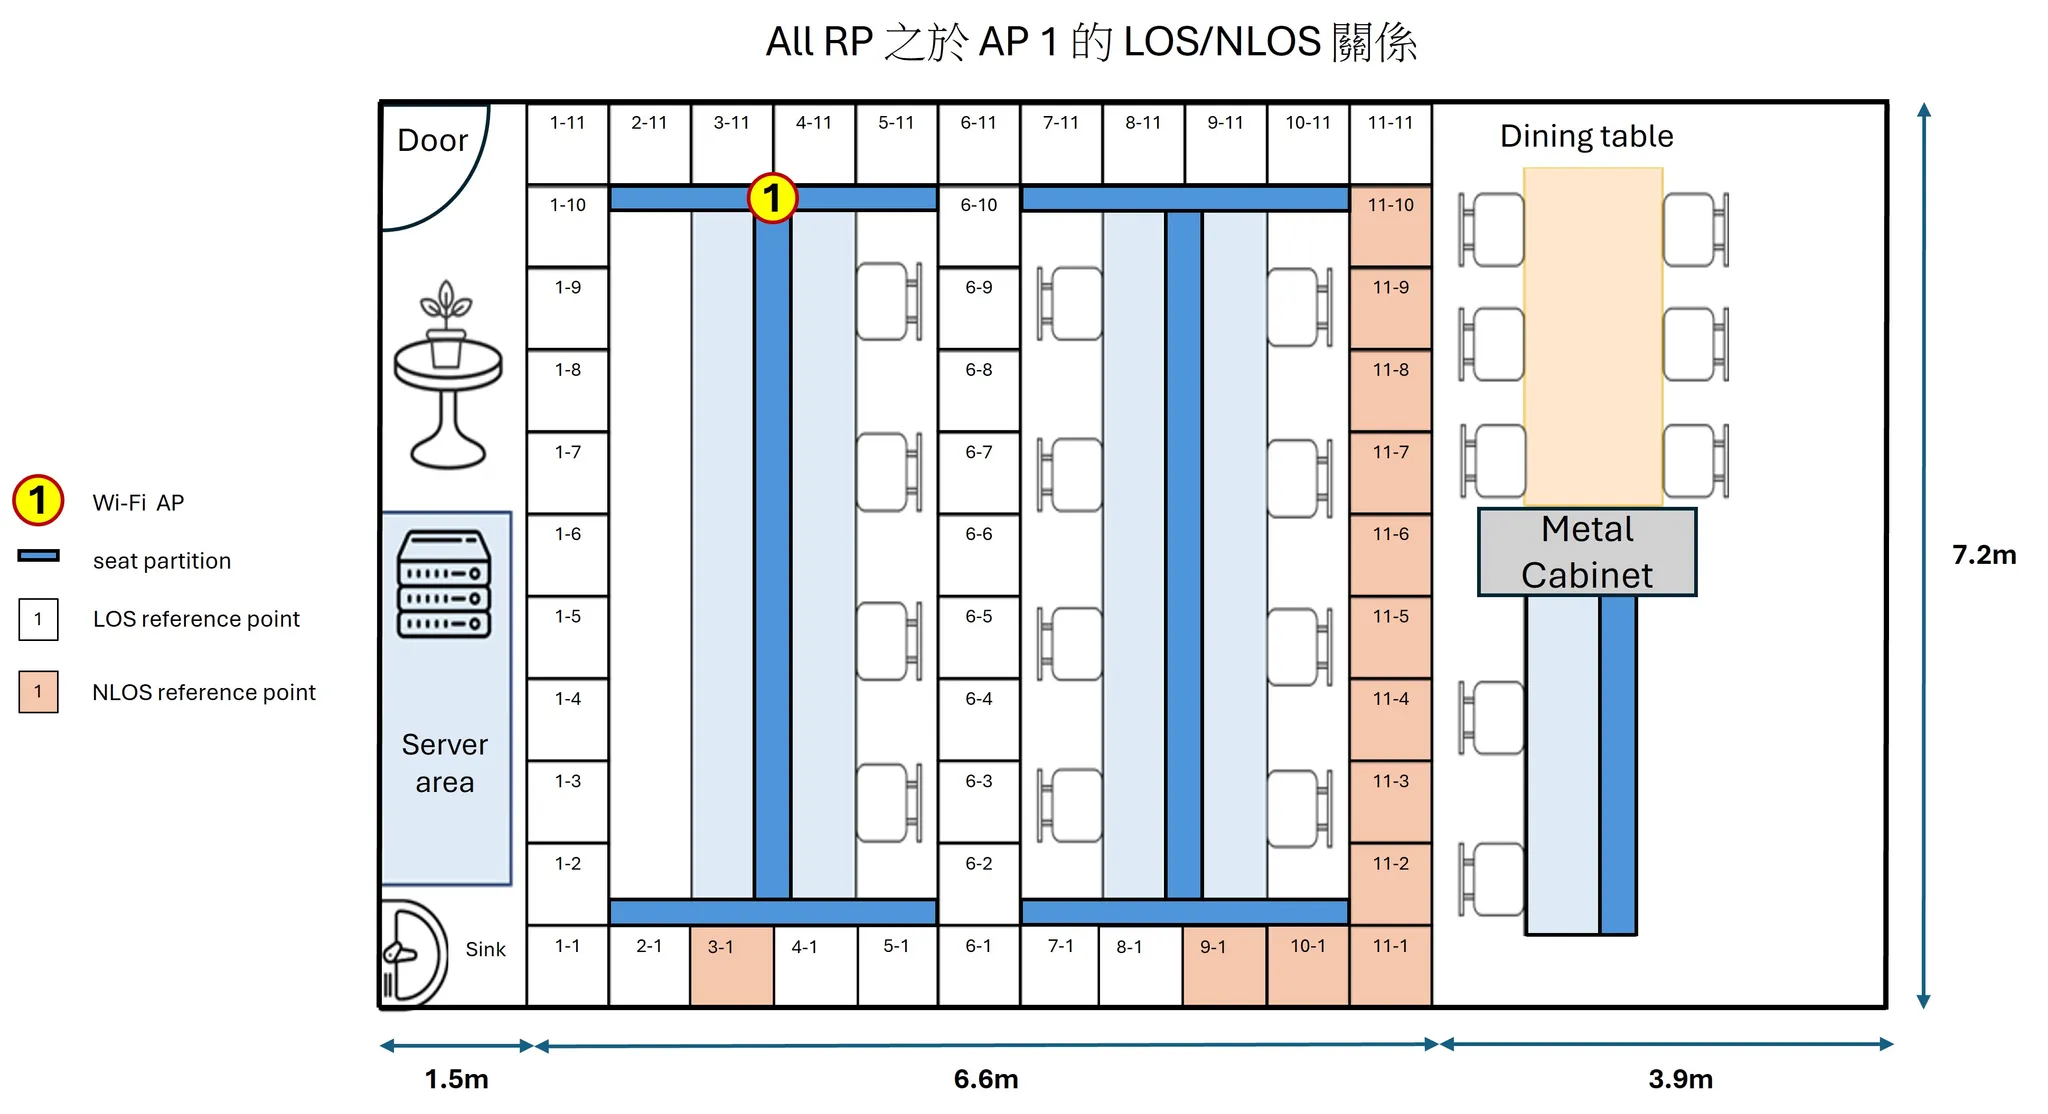 All RP 之於 AP 1 的 LOS/NLOS 關係
Door
1-11 2-11 3-11 4-11 5-11 6-11 7-11 8-11 9-11 10-11 11-11
Dining table
1
1-10 6-10 11-10
1-9 6-9 11-9
1-8 6-8 11-8
1-7 6-7 11-7
1-6 6-6 11-6
1-5 6-5 11-5
1-4 6-4 11-4
1-3 6-3 11-3
1-2 6-2 11-2
1-1 2-1 3-1 4-1 5-1 6-1 7-1 8-1 9-1 10-1 11-1
Metal
Cabinet
Server
area
Sink
1 Wi-Fi AP
seat partition
1 LOS reference point
1 NLOS reference point
7.2m
1.5m 6.6m 3.9m